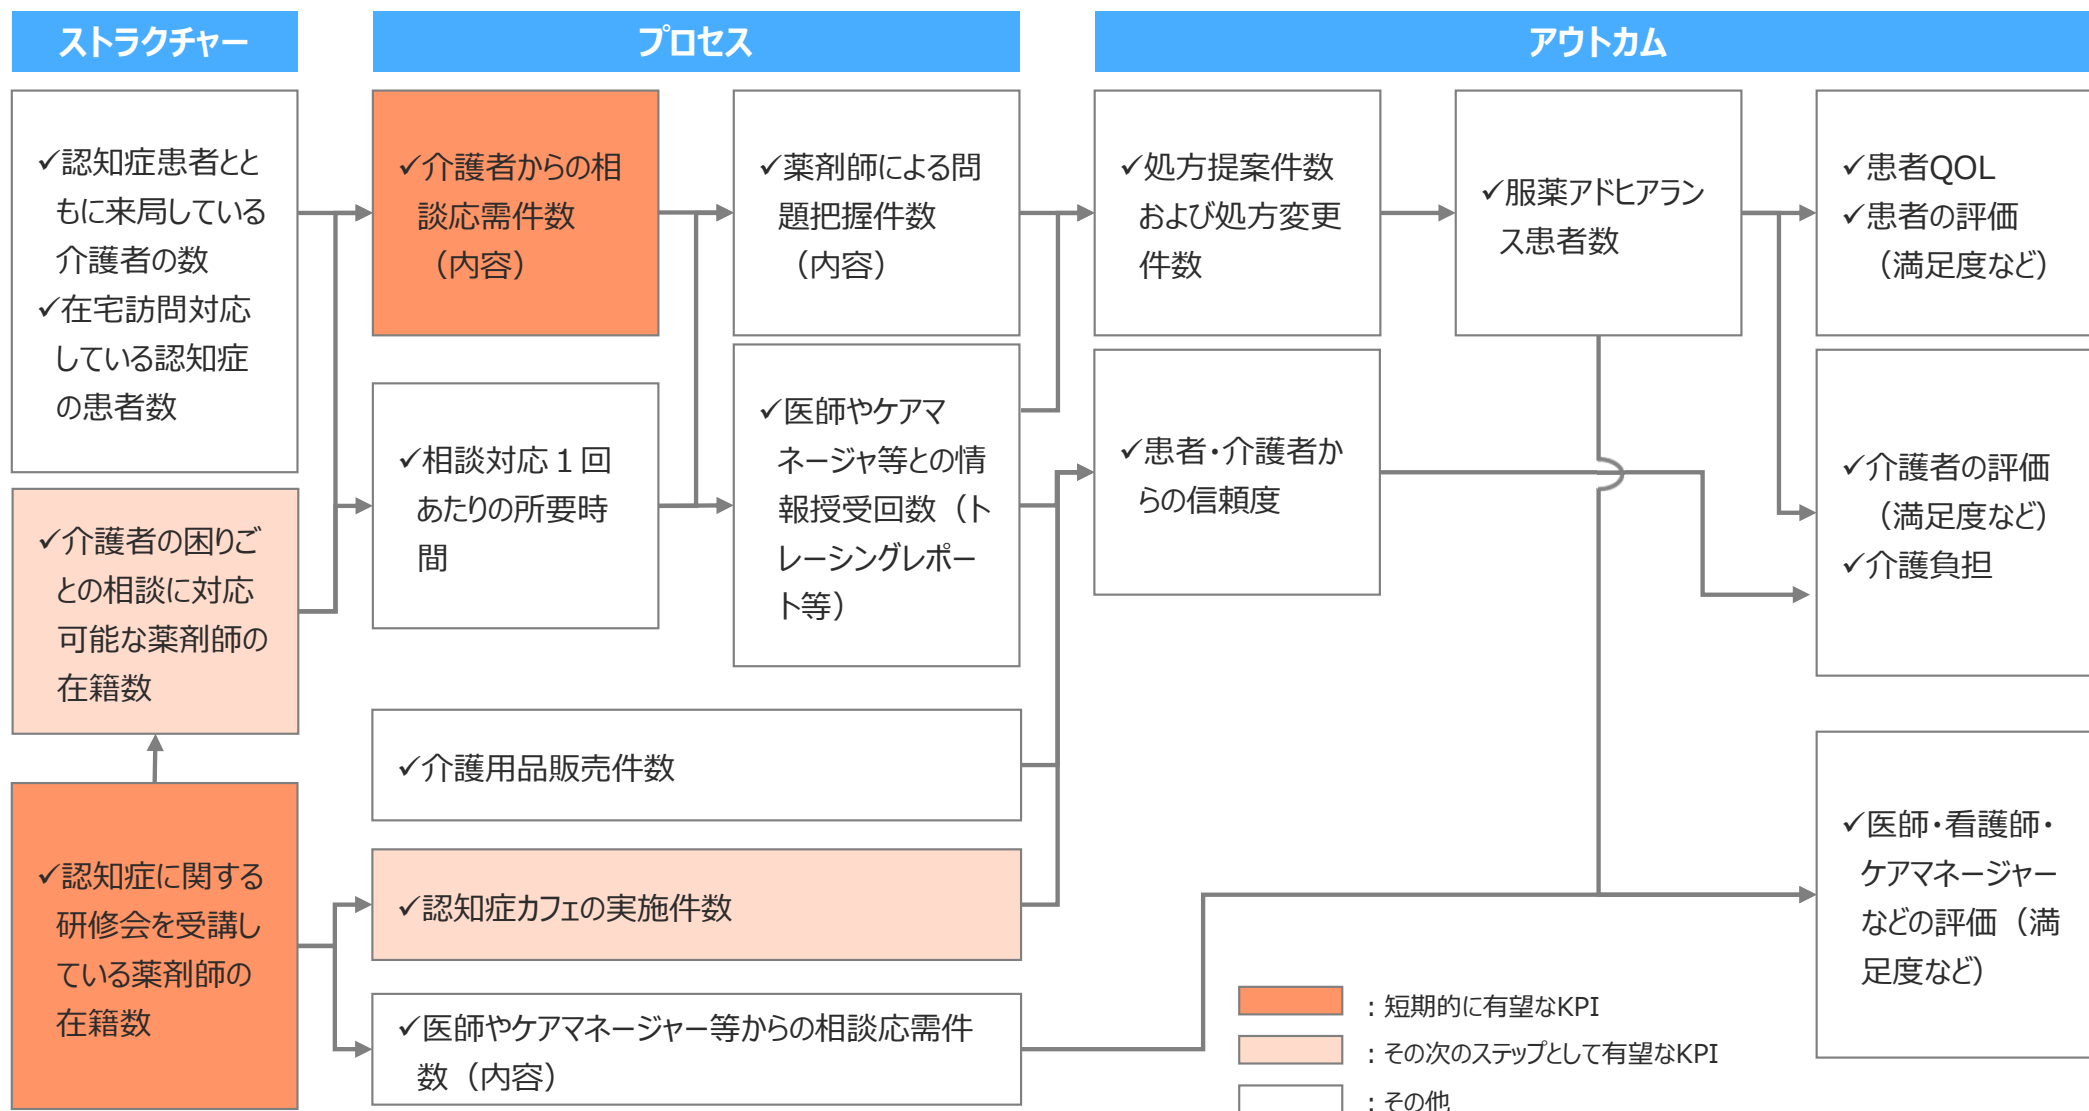 ストラクチャー
プロセス
アウトカム
✓認知症患者とと
もに来局している
介護者の数
✓在宅訪問対応
している認知症
の患者数
✓介護者の困りご
との相談に対応
可能な薬剤師の
在籍数
✓認知症に関する
研修会を受講し
ている薬剤師の
在籍数
✓介護者からの相
談応需件数
（内容）
✓相談対応１回
あたりの所要時
間
✓薬剤師による問
題把握件数
（内容）
✓医師やケアマ
ネージャ等との情
報授受回数（ト
レーシングレポー
ト等）
✓介護用品販売件数
✓認知症カフェの実施件数
✓医師やケアマネージャー等からの相談応需件
数（内容）
✓処方提案件数
および処方変更
件数
✓患者・介護者か
らの信頼度
✓服薬アドヒアラン
ス患者数
✓患者QOL
✓患者の評価
（満足度など）
✓介護者の評価
（満足度など）
✓介護負担
✓医師・看護師・
ケアマネージャー
などの評価（満
足度など）
：短期的に有望なKPI
：その次のステップとして有望なKPI
：その他